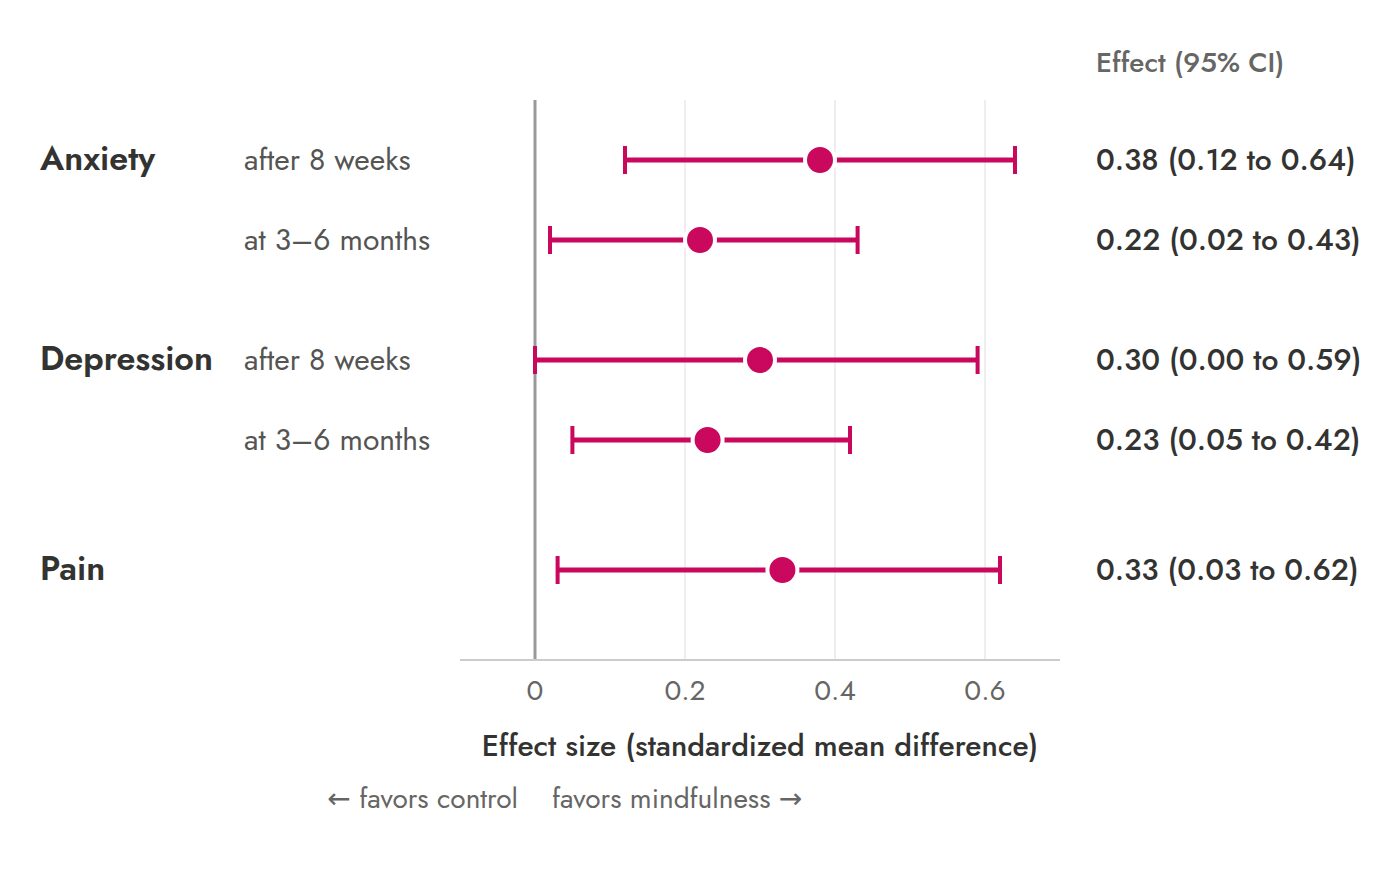 Effect (95% CI)
Anxiety after 8 weeks 0.38 (0.12 to 0.64)
at 3–6 months 0.22 (0.02 to 0.43)
Depression after 8 weeks 0.30 (0.00 to 0.59)
at 3–6 months 0.23 (0.05 to 0.42)
Pain 0.33 (0.03 to 0.62)
0 0.2 0.4 0.6
Effect size (standardized mean difference)
← favors control favors mindfulness →